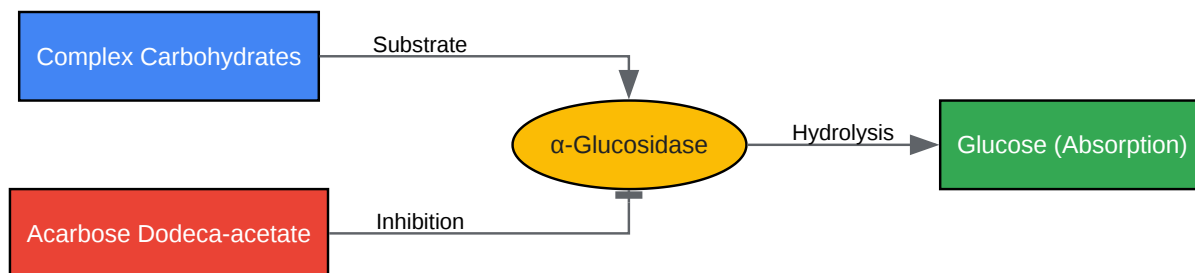 Complex Carbohydrates
Substrate
α-Glucosidase
Hydrolysis
Glucose (Absorption)
Acarbose Dodeca-acetate
Inhibition